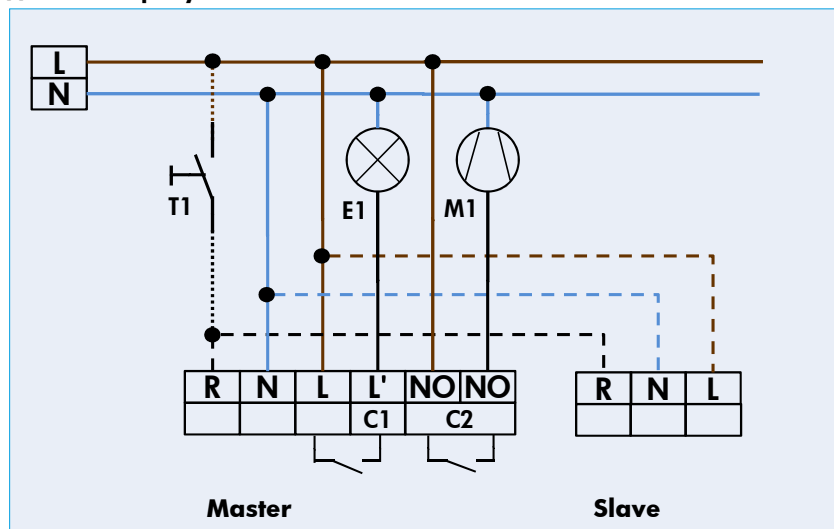 L
N
T1
E1
M1
R N L L' NO NO
C1 C2
R N L
Master
Slave